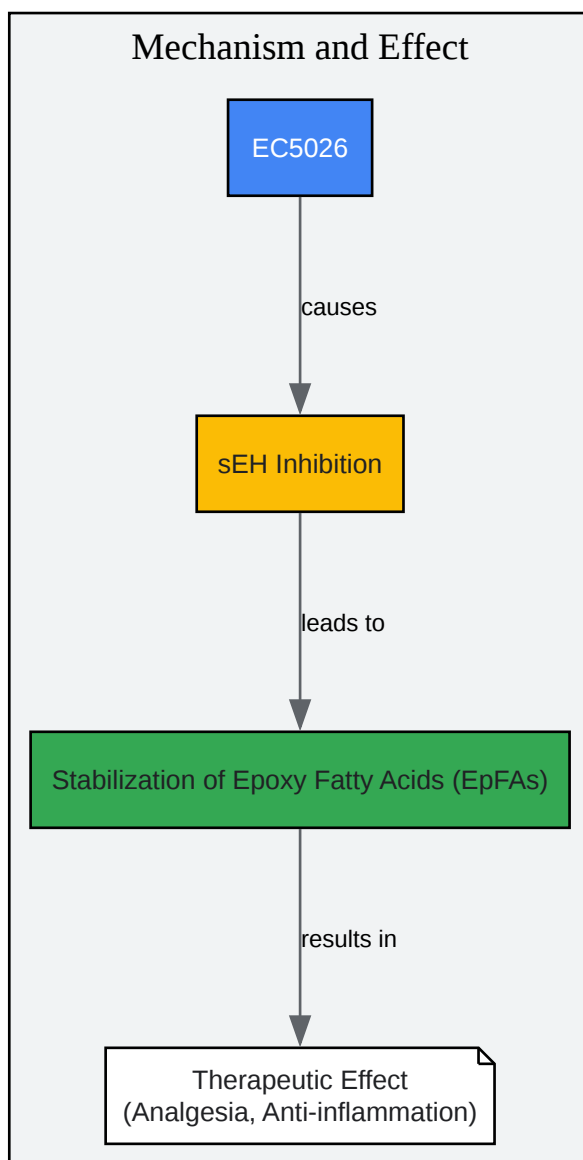 Mechanism and Effect
EC5026
causes
sEH Inhibition
leads to
Stabilization of Epoxy Fatty Acids (EpFAs)
results in
Therapeutic Effect
(Analgesia, Anti-inflammation)